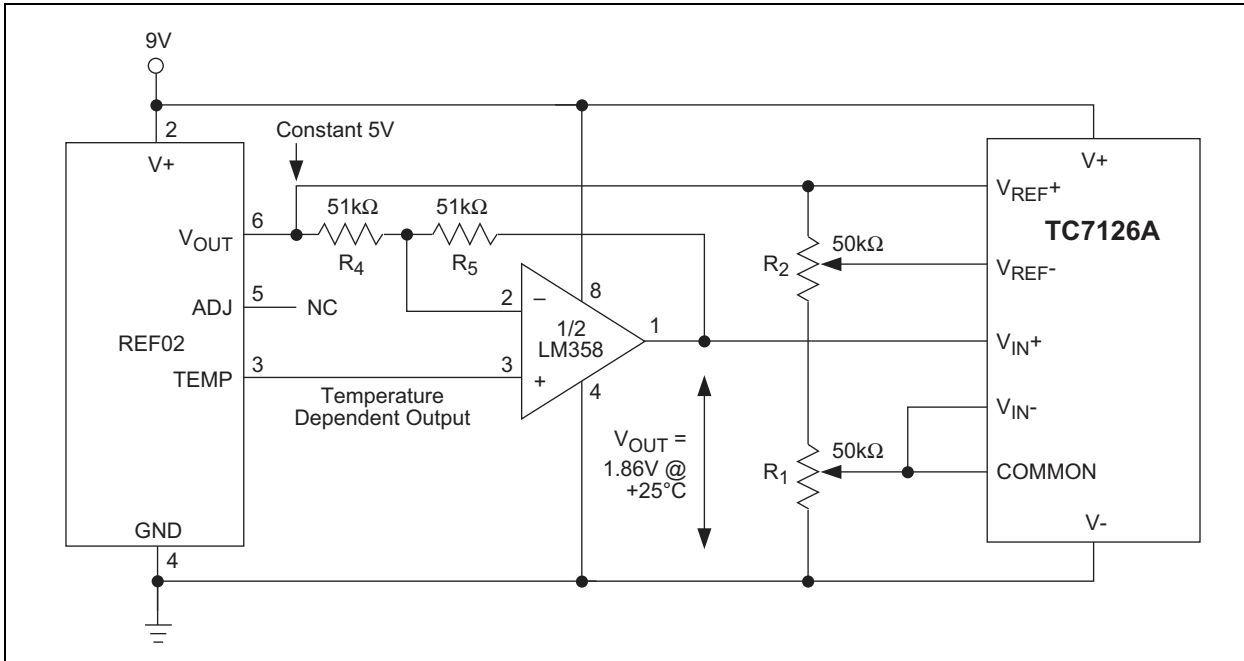 9V
2
V+
Constant 5V
51kΩ
51kΩ
6
VOUT
R4
R5
5
ADJ
NC
REF02
3
TEMP
Temperature
Dependent Output
GND
4
2
–
8
1/2
LM358
1
3
+
4
VOUT =
1.86V @
+25°C
50kΩ
R2
50kΩ
R1
V+
VREF+
TC7126A
VREF-
VIN+
VIN-
COMMON
V-